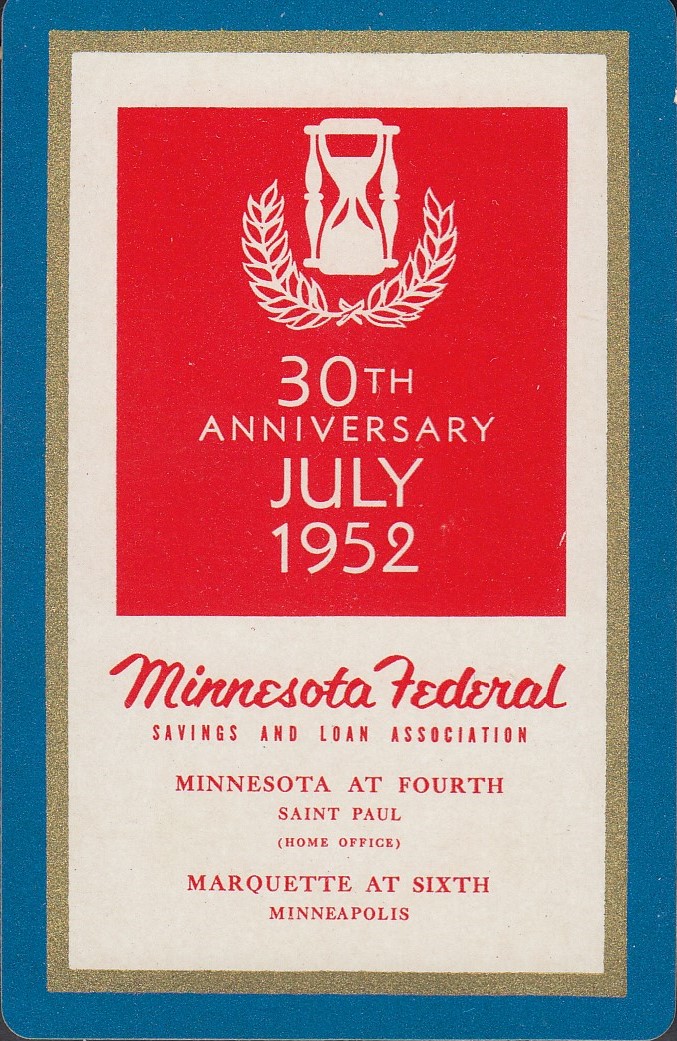 30TH
ANNIVERSARY
JULY
1952
Minnesota Federal
SAVINGS AND LOAN ASSOCIATION
MINNESOTA AT FOURTH
SAINT PAUL
(HOME OFFICE)
MARQUETTE AT SIXTH
MINNEAPOLIS